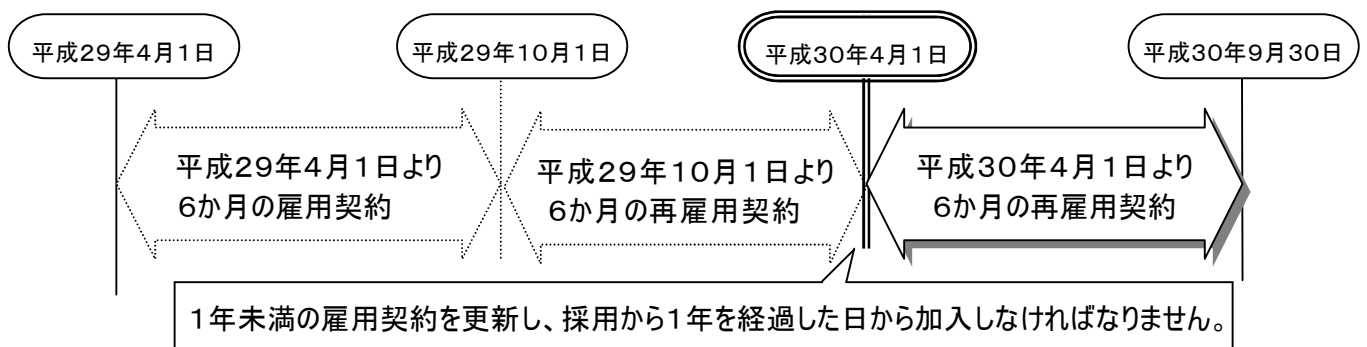 平成29年4月1日
平成29年10月1日
平成30年4月1日
平成30年9月30日
平成29年4月1日より
6か月の雇用契約
平成29年10月1日より
6か月の再雇用契約
平成30年4月1日より
6か月の再雇用契約
1年未満の雇用契約を更新し、採用から1年を経過した日から加入しなければなりません。